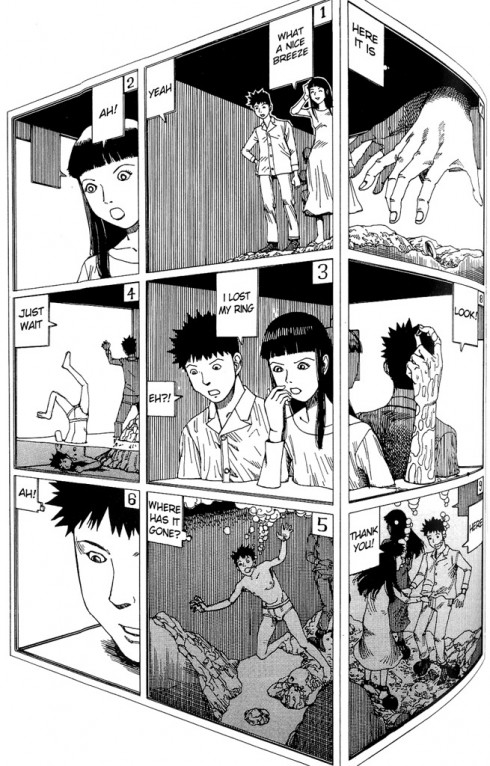 1
WHAT
A NICE
BREEZE
YEAH
2
AH!
3
I LOST
MY RING
EH?!
4
JUST
WAIT
5
WHERE
HAS IT
GONE?
6
AH!
HERE
IT IS
8
LOOK!
9
HERE
THANK
YOU!